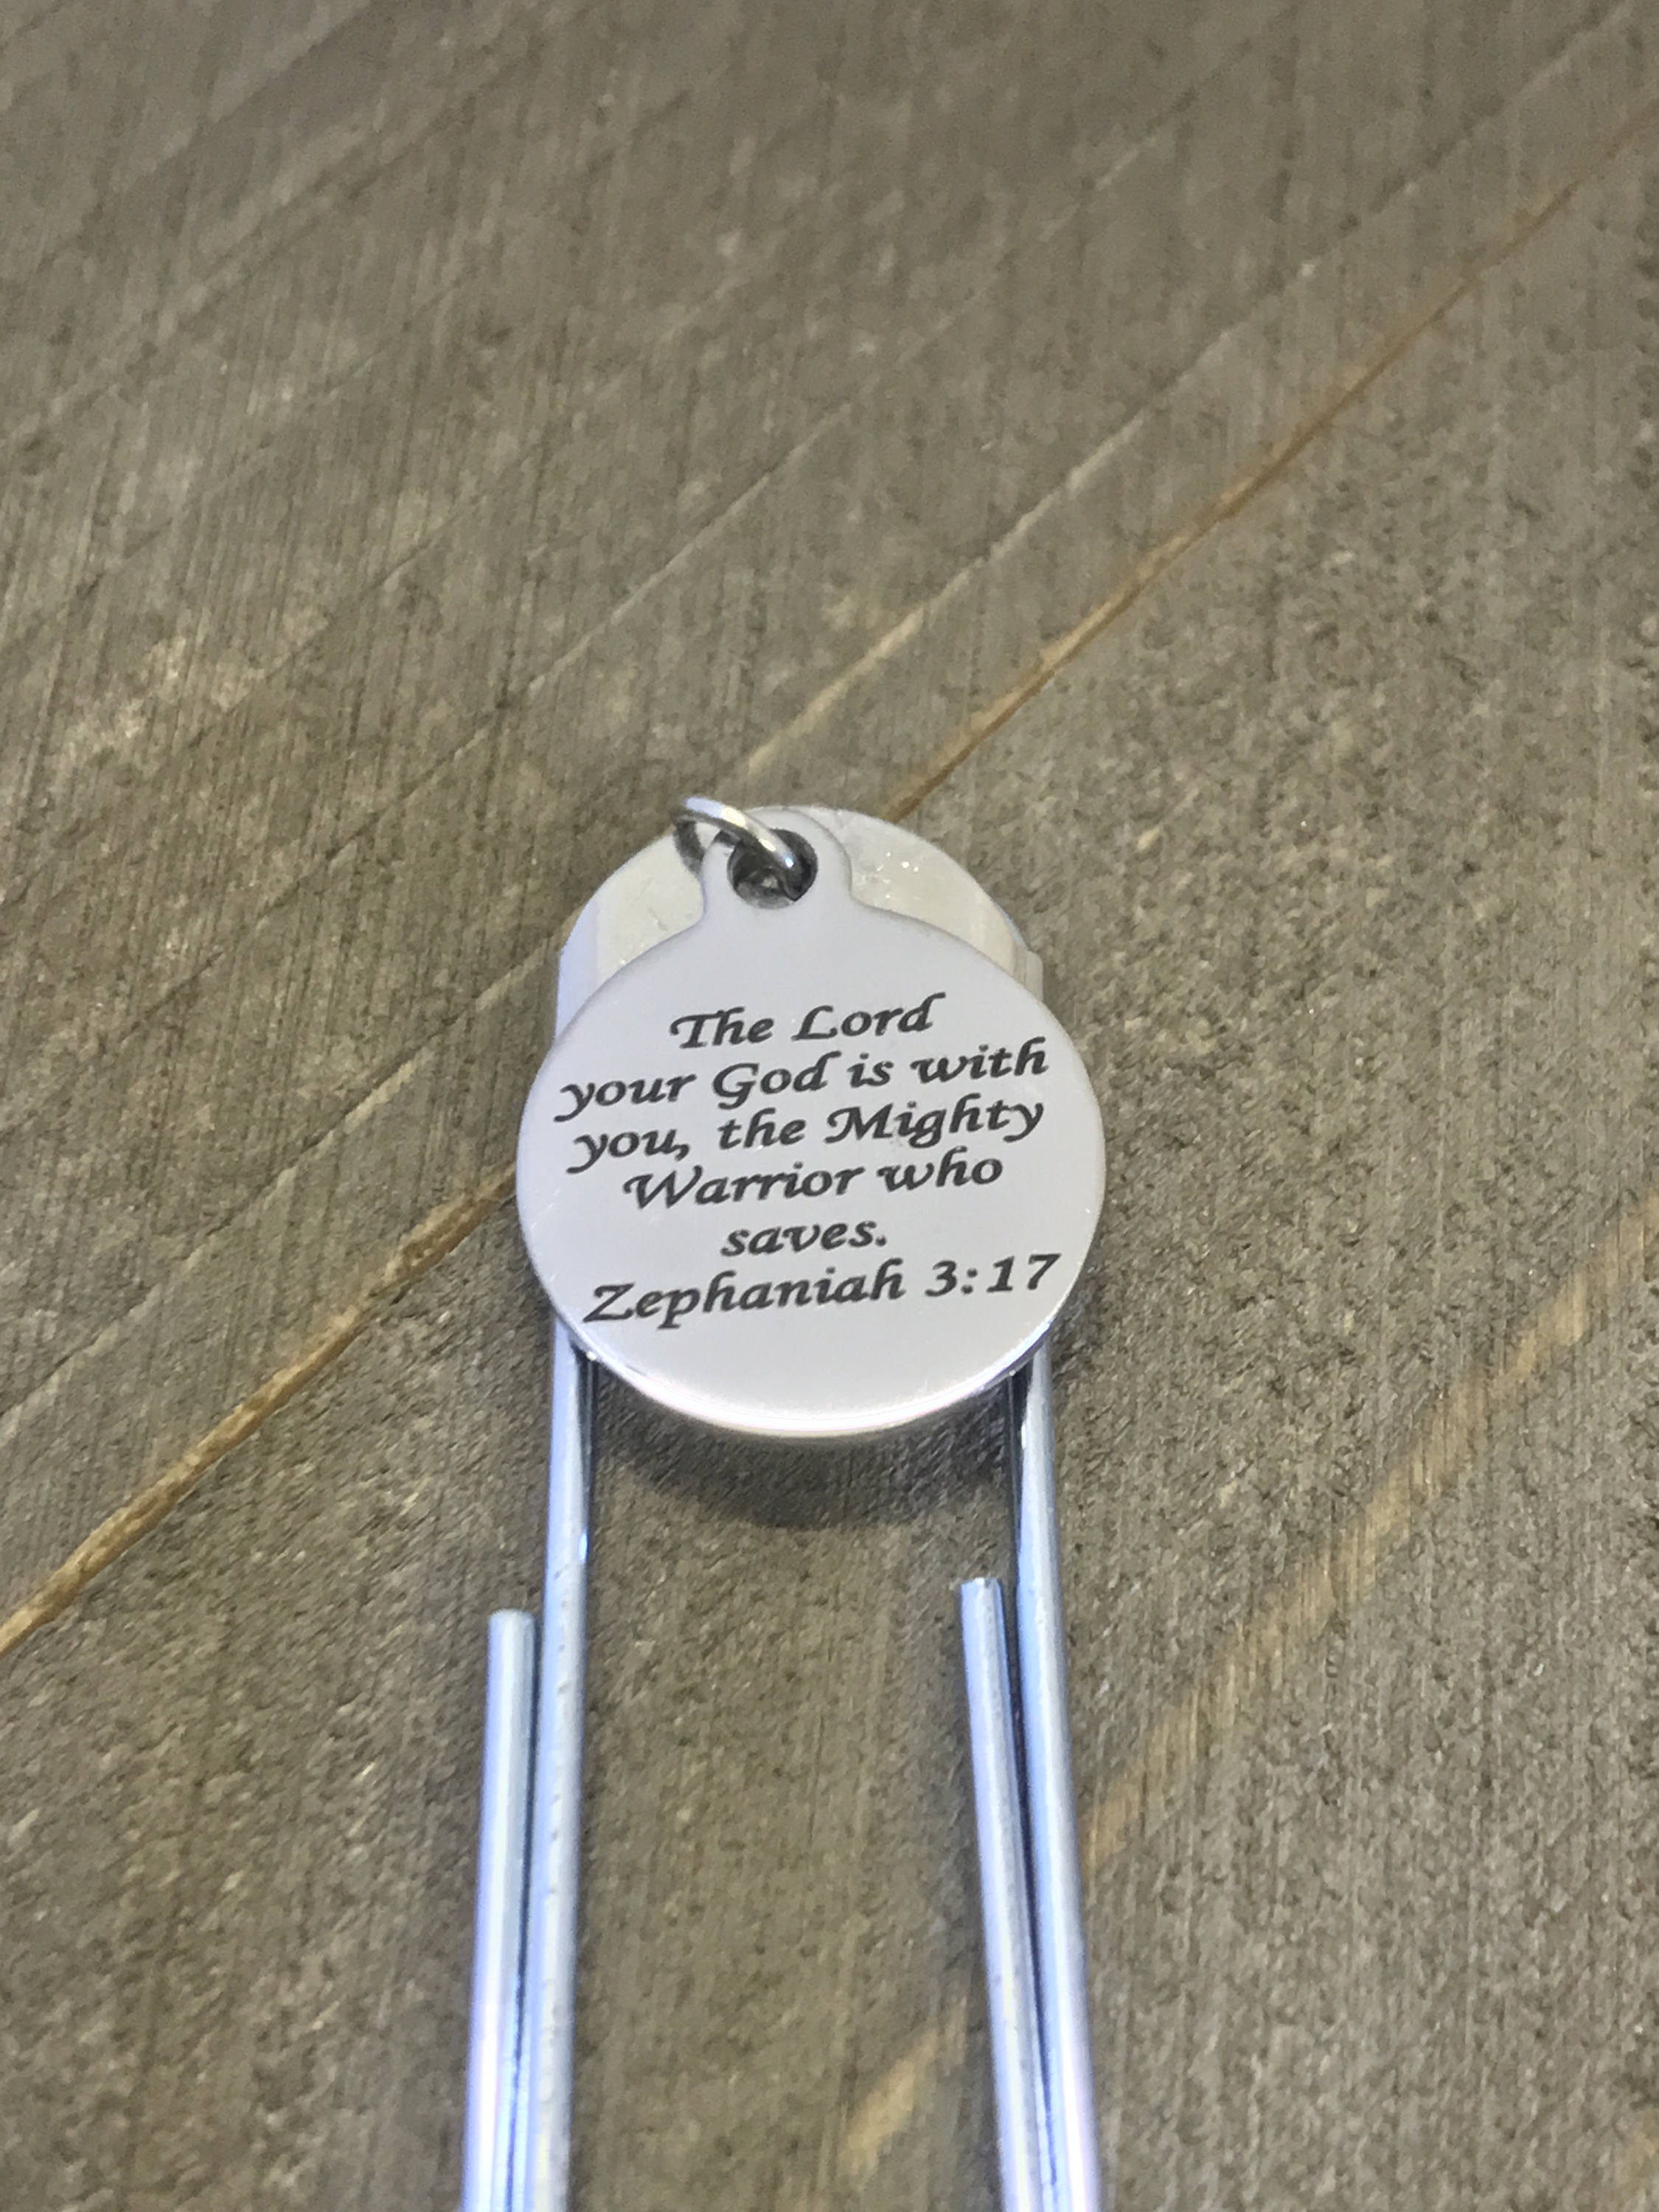 The Lord
your God is with
you, the Mighty
Warrior who
saves.
Zephaniah 3:17